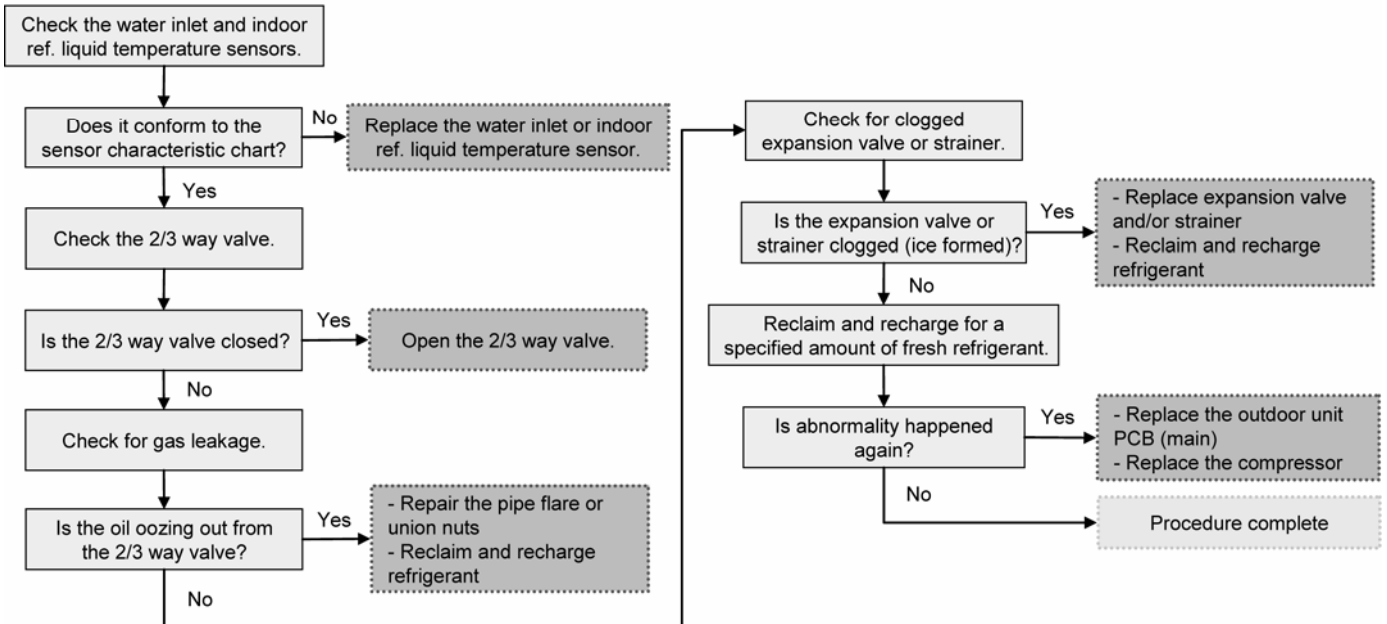 Check the water inlet and indoor
ref. liquid temperature sensors.
Does it conform to the
sensor characteristic chart?
No
Replace the water inlet or indoor
ref. liquid temperature sensor.
Yes
Check the 2/3 way valve.
Is the 2/3 way valve closed?
Yes
Open the 2/3 way valve.
No
Check for gas leakage.
Is the oil oozing out from
the 2/3 way valve?
Yes
- Repair the pipe flare or
union nuts
- Reclaim and recharge
refrigerant
No
Check for clogged
expansion valve or strainer.
Is the expansion valve or
strainer clogged (ice formed)?
Yes
- Replace expansion valve
and/or strainer
- Reclaim and recharge
refrigerant
No
Reclaim and recharge for a
specified amount of fresh refrigerant.
Is abnormality happened
again?
Yes
- Replace the outdoor unit
PCB (main)
- Replace the compressor
No
Procedure complete